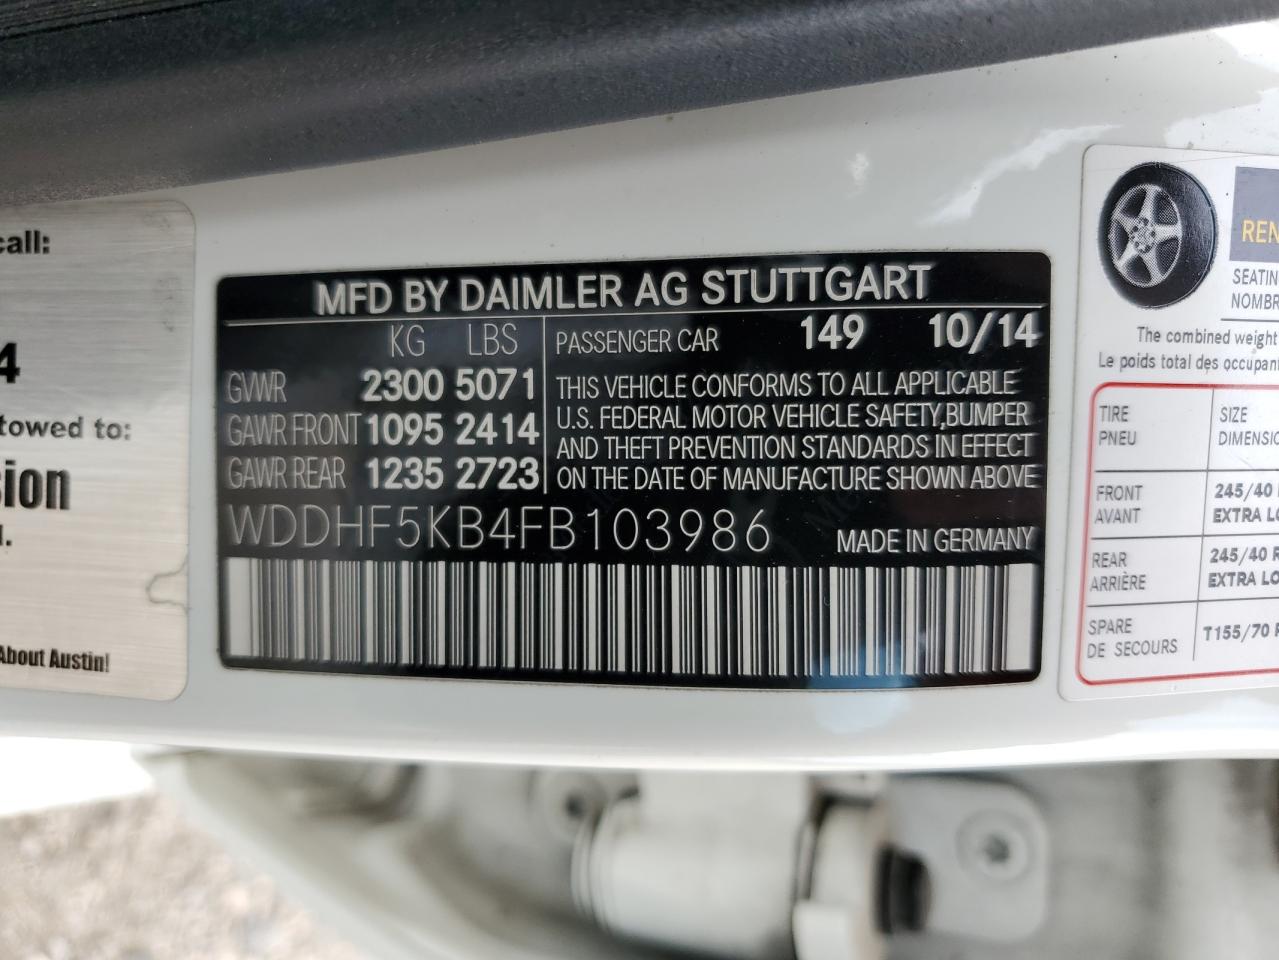 call:
4
towed to:
sion
d.
About Austin!
MFD BY DAIMLER AG STUTTGART
KG LBS
GVWR 2300 5071
GAWR FRONT 1095 2414
GAWR REAR 1235 2723
PASSENGER CAR 149 10/14
THIS VEHICLE CONFORMS TO ALL APPLICABLE
U.S. FEDERAL MOTOR VEHICLE SAFETY,BUMPER
AND THEFT PREVENTION STANDARDS IN EFFECT
ON THE DATE OF MANUFACTURE SHOWN ABOVE
WDDHF5KB4FB103986 MADE IN GERMANY
REN
SEATIN
NOMBR
The combined weight
Le poids total des occupant
TIRE SIZE
PNEU DIMENSIO
FRONT 245/40
AVANT EXTRA LO
REAR 245/40 R
ARRIÈRE EXTRA LO
SPARE T155/70
DE SECOURS